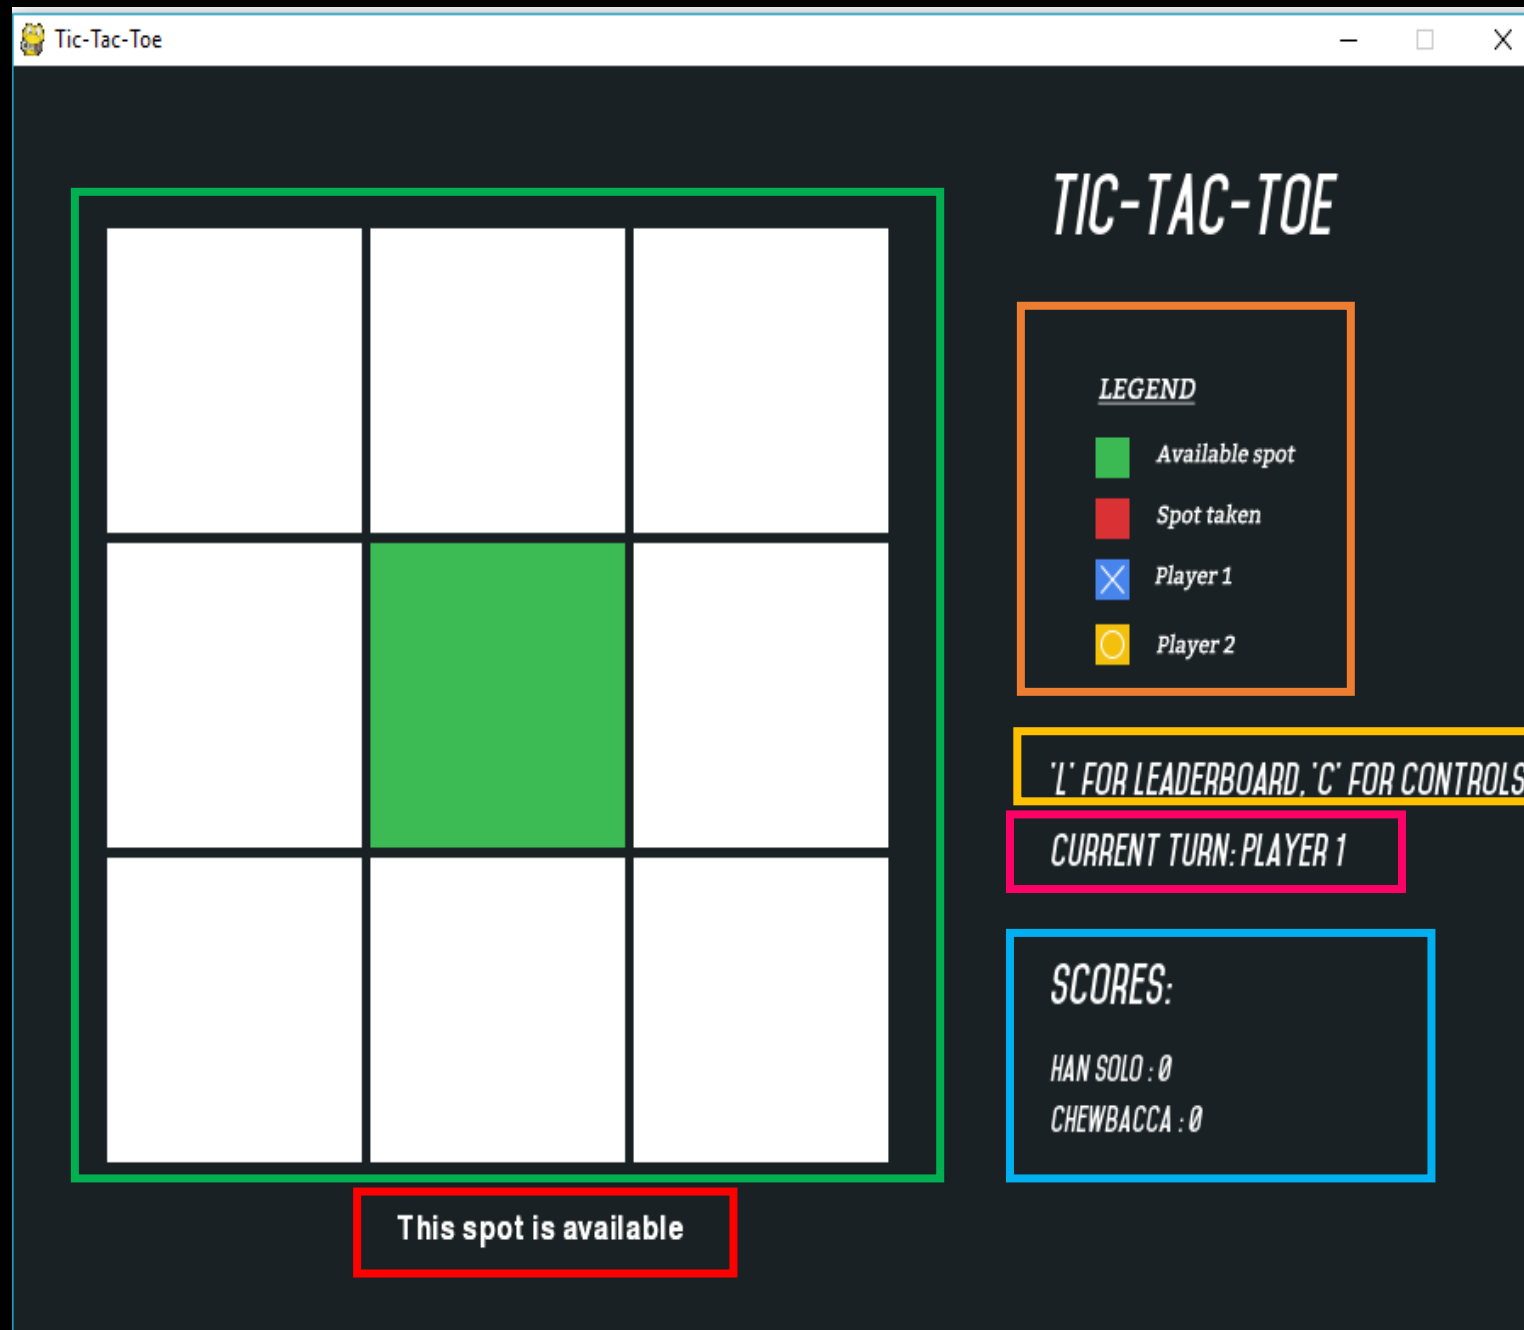 Tic-Tac-Toe
TIC-TAC-TOE
LEGEND
Available spot
Spot taken
Player 1
Player 2
'L' FOR LEADERBOARD, 'C' FOR CONTROLS
CURRENT TURN: PLAYER 1
SCORES:
HAN SOLO : 0
CHEWBACCA : 0
This spot is available